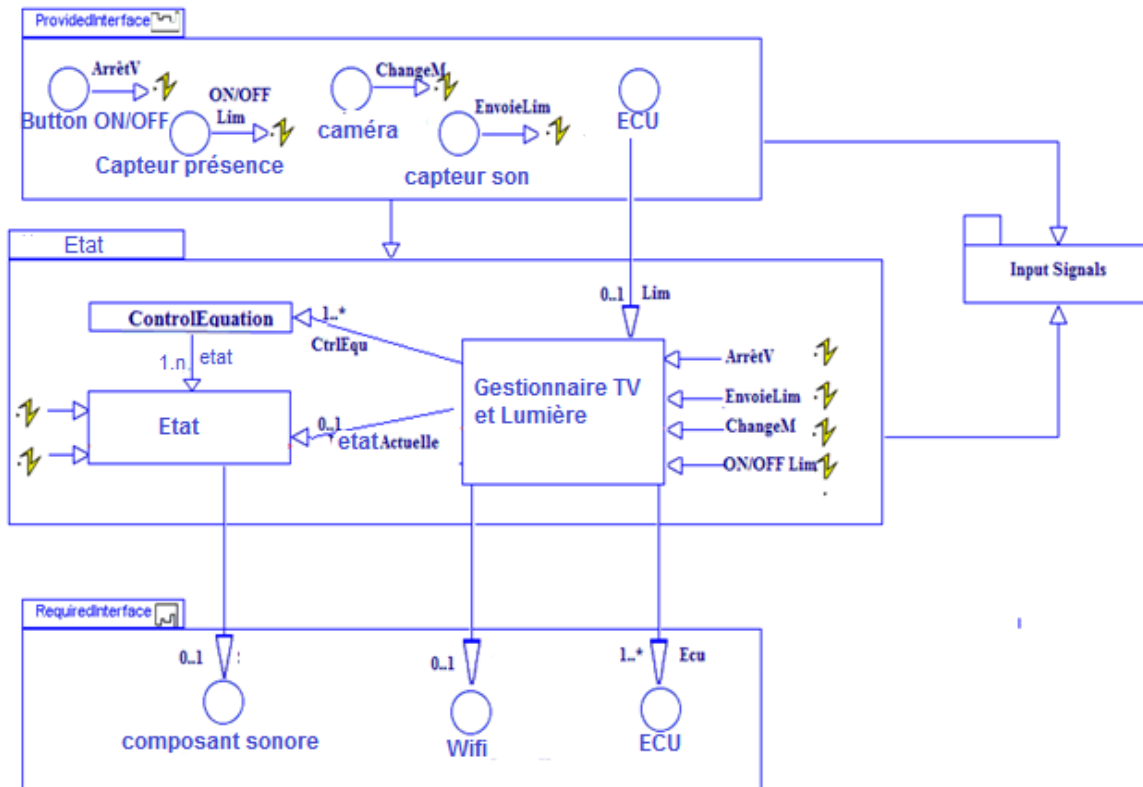 ProvidedInterface
ArrètV
Button ON/OFF
ON/OFF
Lim
Capteur présence
ChangeM
caméra
EnvoieLim
capteur son
ECU
Input Signals
Etat
ControlEquation
1..*
CtrlEqu
1.n.
etat
Etat
0..1
etatActuelle
0..1
Lim
Gestionnaire TV
et Lumière
ArrètV
EnvoieLim
ChangeM
ON/OFF Lim
RequiredInterface
0..1
composant sonore
0..1
Wifi
1..*
Ecu
ECU